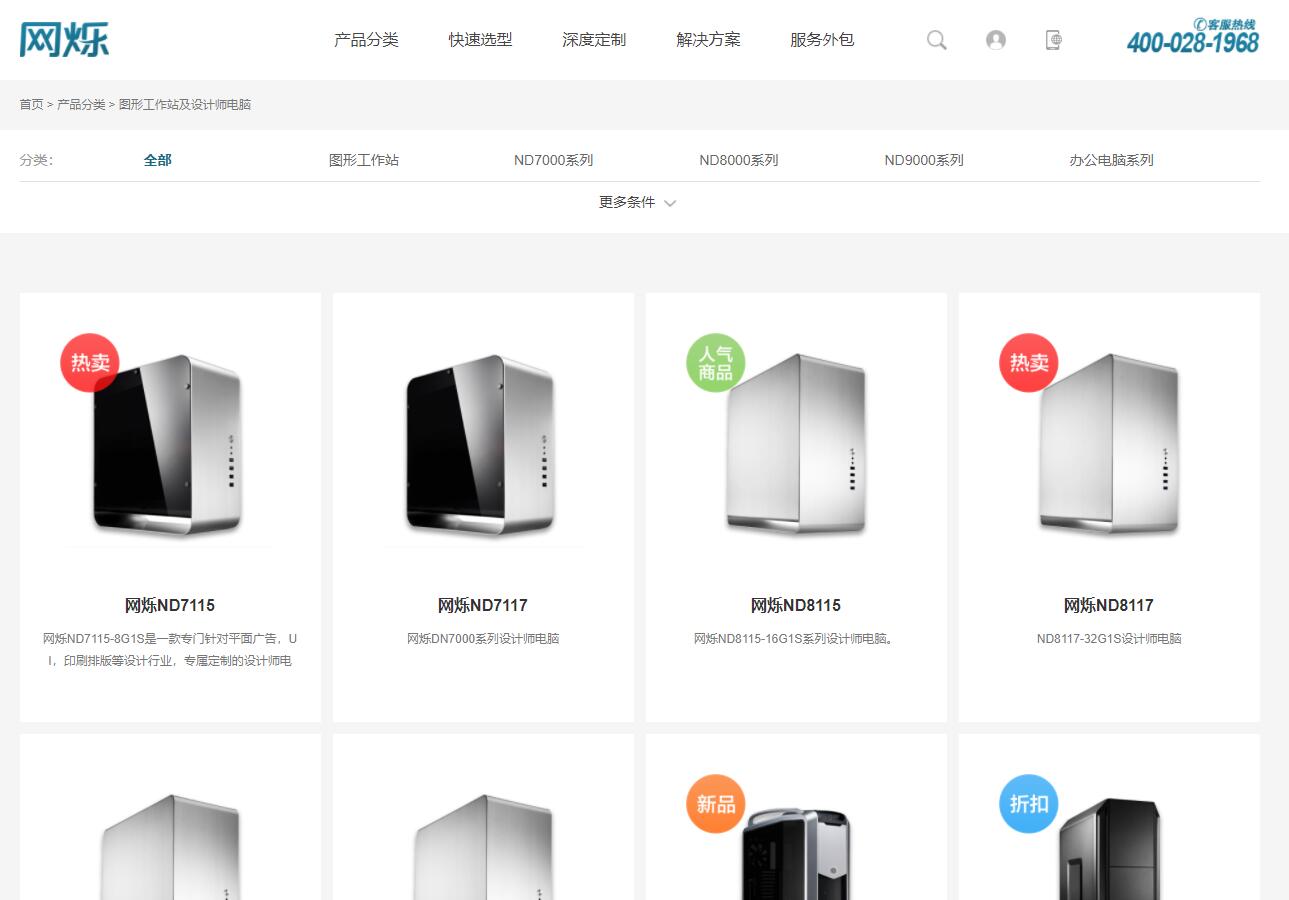 网烁
产品分类
快速选型
深度定制
解决方案
服务外包
客服热线
400-028-1968
首页 > 产品分类 > 图形工作站及设计师电脑
分类：
全部
图形工作站
ND7000系列
ND8000系列
ND9000系列
办公电脑系列
更多条件
热卖
人气
商品
热卖
网烁ND7115
网烁ND7115-8G1S是一款专门针对平面广告，U
I，印刷排版等设计行业，专属定制的设计师电
网烁ND7117
网烁DN7000系列设计师电脑
网烁ND8115
网烁ND8115-16G1S系列设计师电脑。
网烁ND8117
ND8117-32G1S设计师电脑
新品
折扣